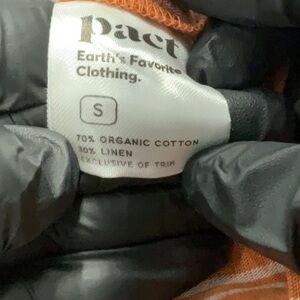 Pact
Earth's Favorite
Clothing.
S
70% ORGANIC COTTON
30% LINEN
EXCLUSIVE OF TRIM